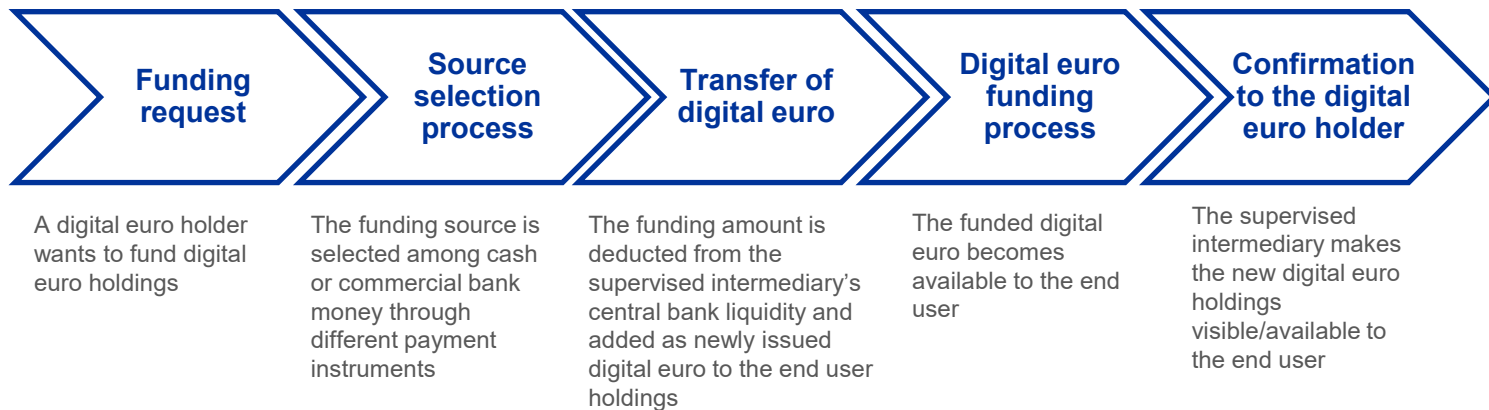 Funding
request
Source
selection
process
Transfer of
digital euro
Digital euro
funding
process
Confirmation
to the digital
euro holder
A digital euro holder
wants to fund digital
euro holdings
The funding source is
selected among cash
or commercial bank
money through
different payment
instruments
The funding amount is
deducted from the
supervised intermediary’s
central bank liquidity and
added as newly issued
digital euro to the end user
holdings
The funded digital
euro becomes
available to the end
user
The supervised
intermediary makes
the new digital euro
holdings
visible/available to
the end user